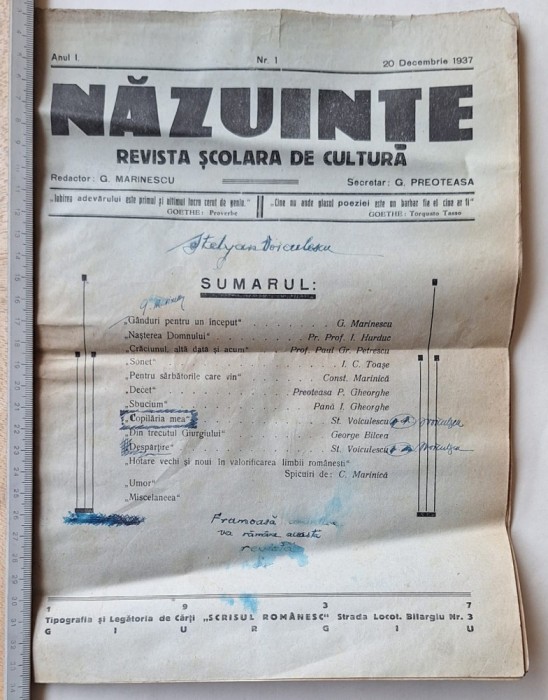 Anul I. Nr. 1 20 Decembrie 1937
NĂZUINȚE
REVISTA ȘCOLARA DE CULTURĂ
Redactor: G. MARINESCU Secretar: G. PREOTEASA
„Iubirea adevărului este primul și ultimul lucru cerut de geniu." „Cine nu aude glasul poeziei este un barbar fie el cine ar fi"
GOETHE: Proverbe GOETHE: Torquato Tasso
Stelyan Voiculescu
SUMARUL:
„Gânduri pentru un început" G. Marinescu
„Nașterea Domnului" Pr. Prof. I. Hurduc
„Crăciunul, altă dată și acum" Prof. Paul Gr. Petrescu
„Sonet" I. C. Toașe
„Pentru sărbătorile care vin" Const. Marinică
„Decet" Preoteasa P. Gheorghe
„Sbucium" Pană I. Gheorghe
„Copilăria mea" St. Voiculescu
„Din trecutul Giurgiului" George Bilcea
„Despărțire" St. Voiculescu
„Hotare vechi și noui în valorificarea limbii românești"
Spicuiri de: C. Marinică
„Umor"
„Miscelaneea"
Frumoasă
va rămâne aceasta
revistă
1 9 3 7
Tipografia și Legătoria de Cărți „SCRISUL ROMÂNESC" Strada Locot. Bilargiu Nr. 3
G I U R G I U